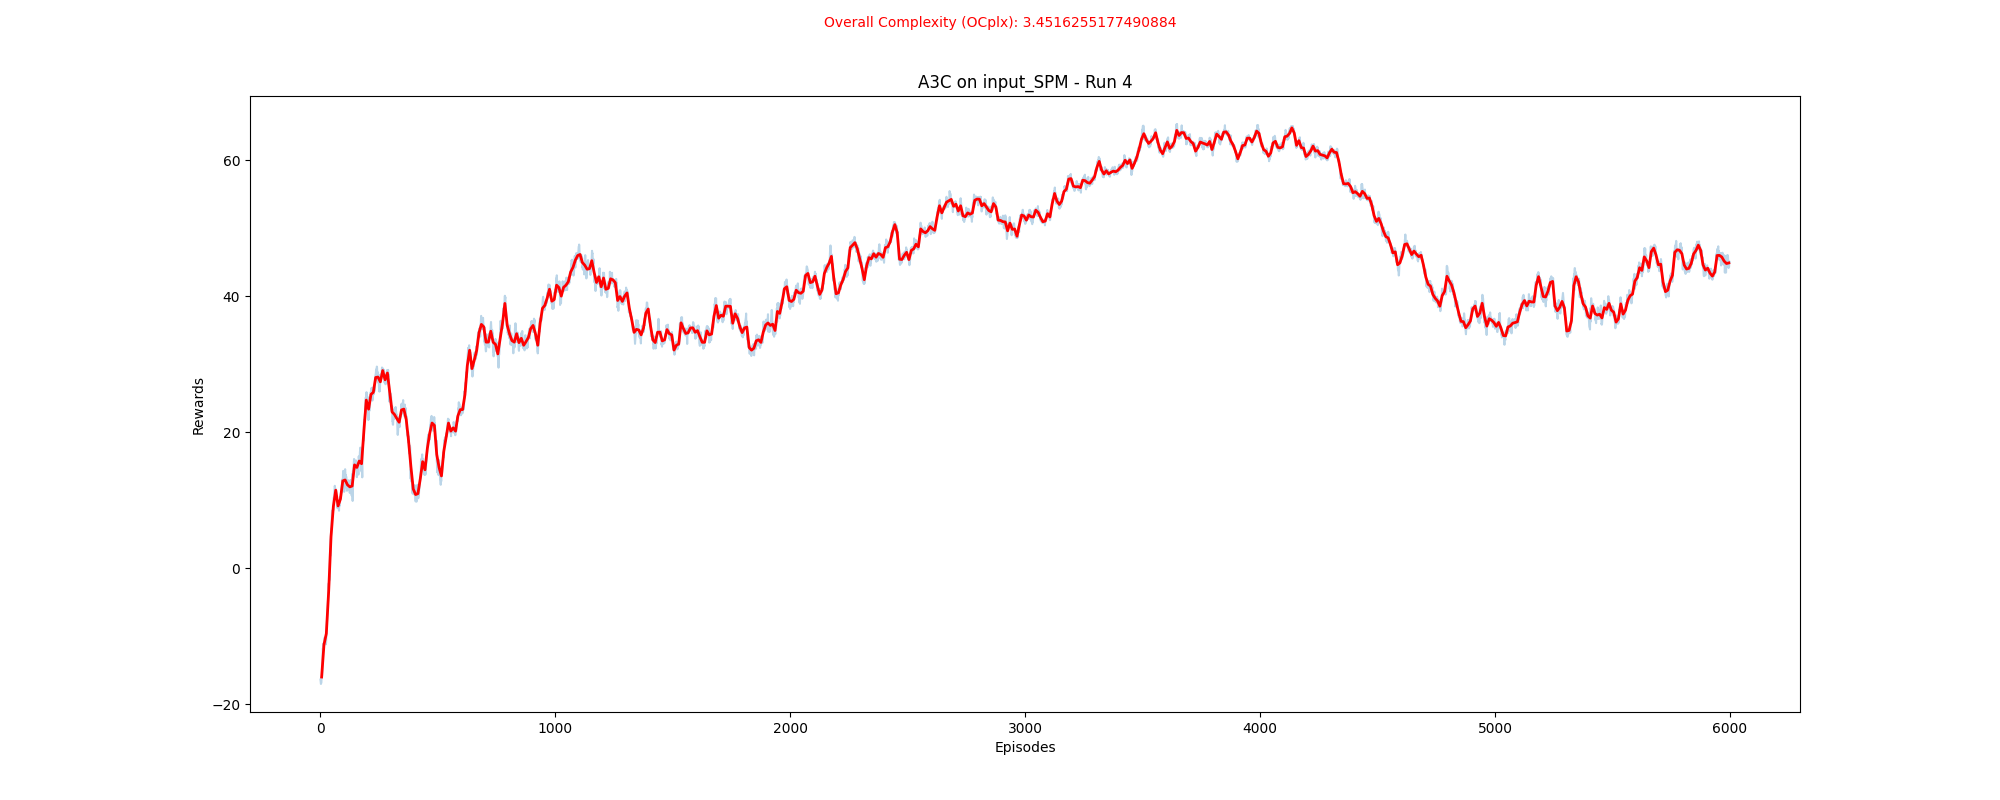 Overall Complexity (OCplx): 3.4516255177490884
A3C on input_SPM - Run 4
60
40
20
0
−20
Rewards
0 1000 2000 3000 4000 5000 6000
Episodes